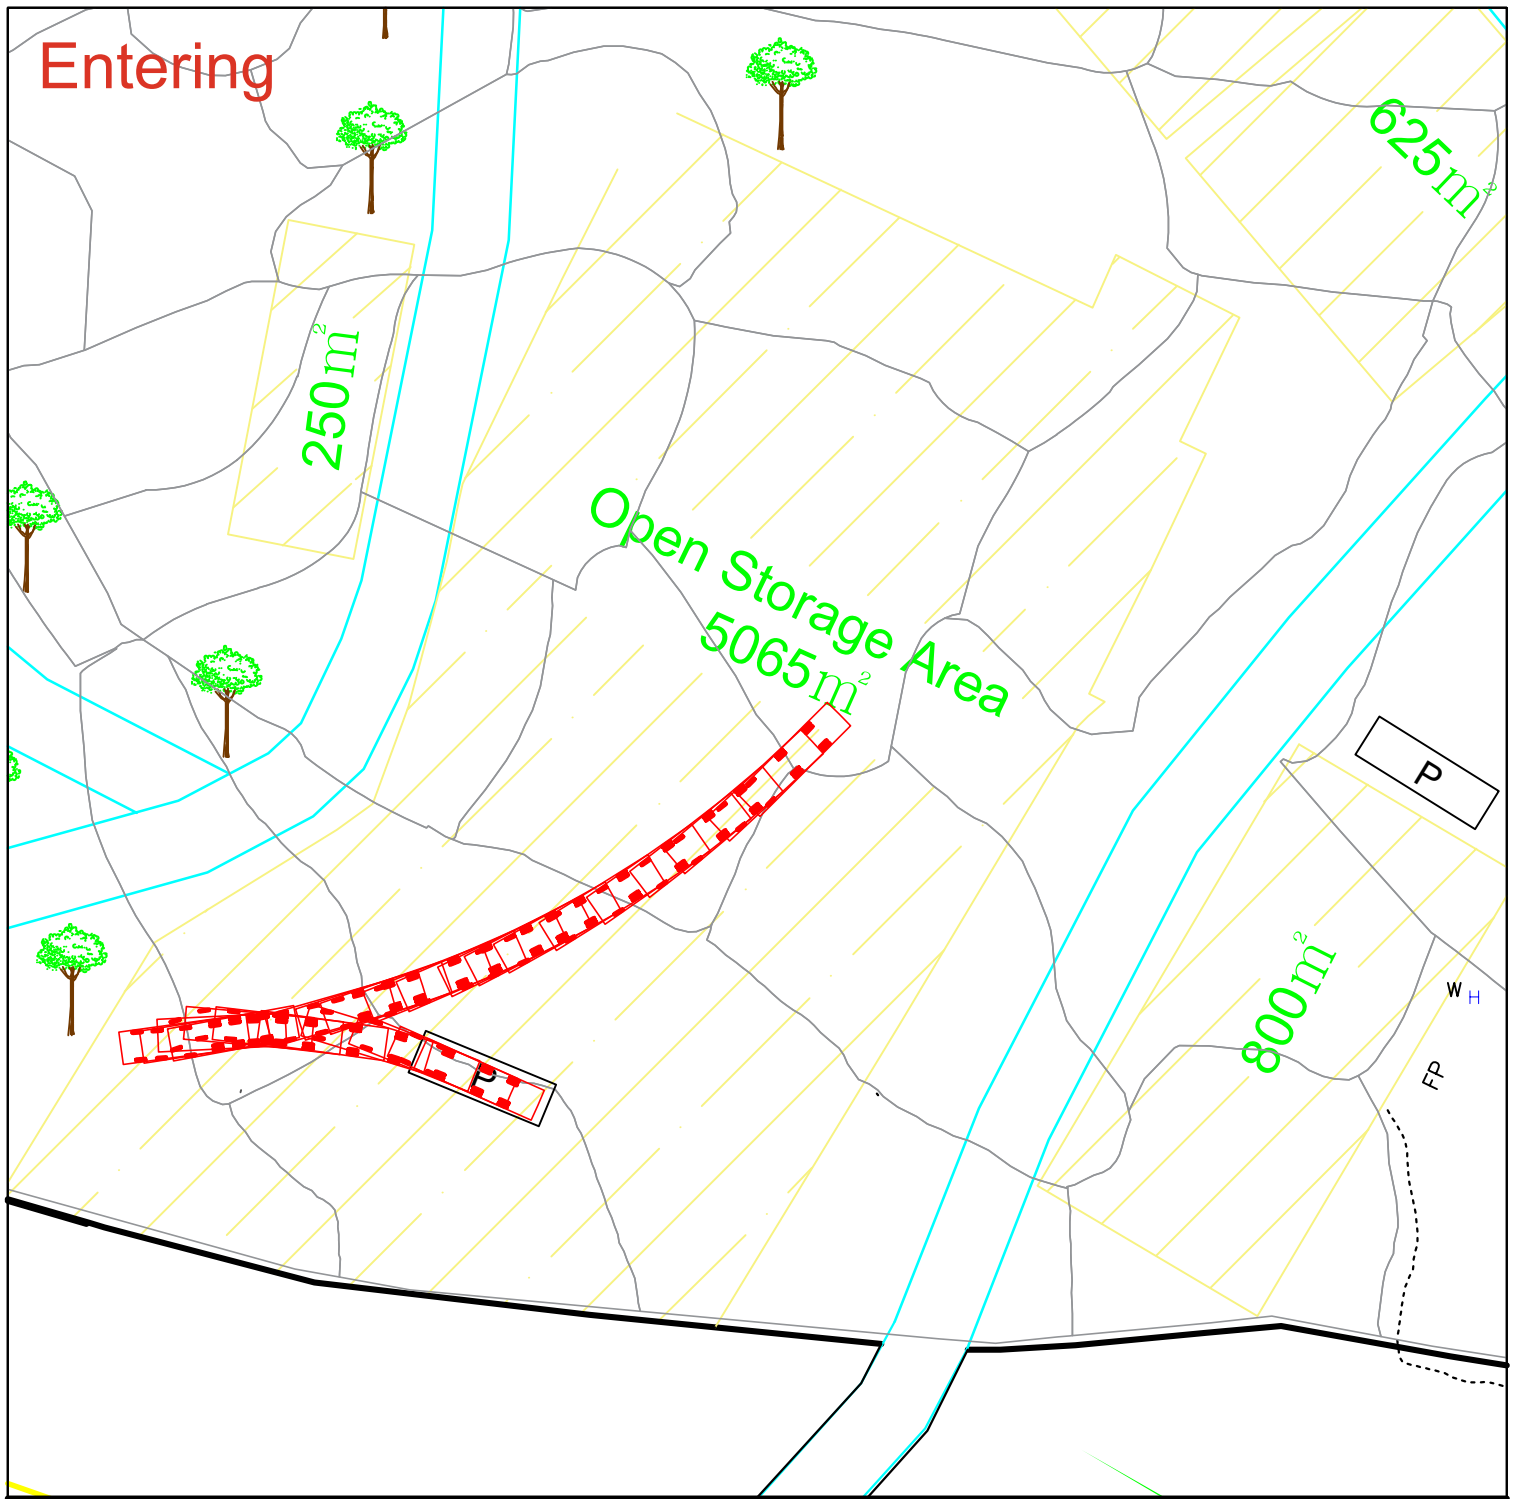 Entering
625m²
250m²
Open Storage Area
5065m²
P
800m²
W H
FP
P